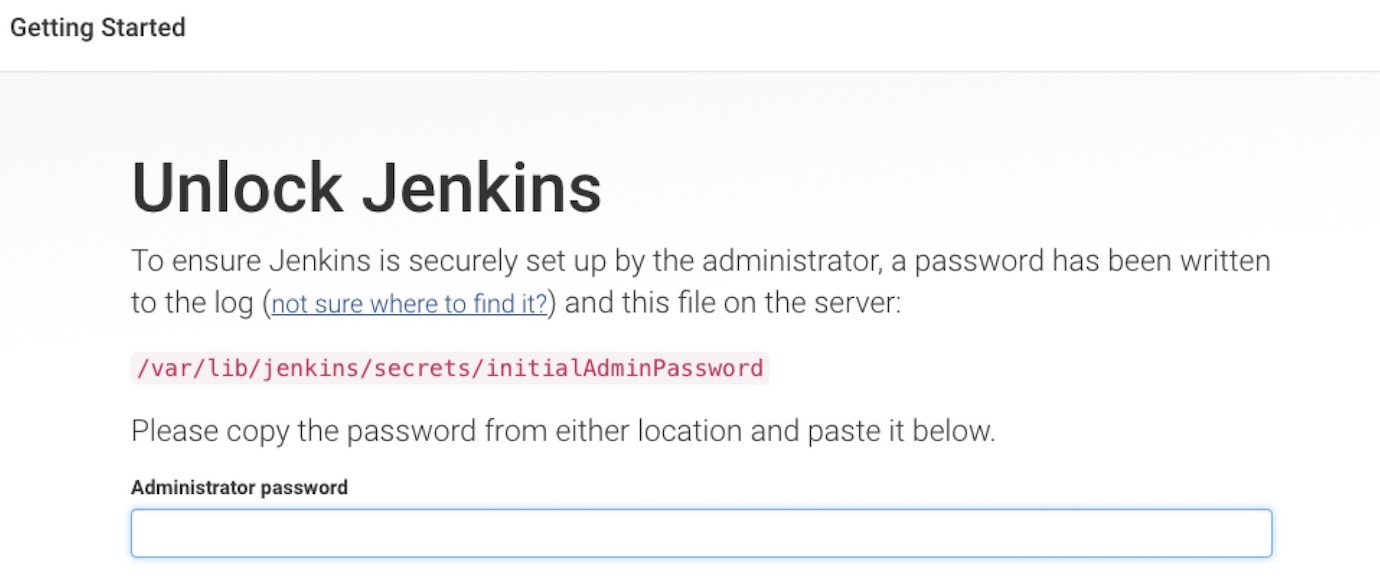 Getting Started
Unlock Jenkins
To ensure Jenkins is securely set up by the administrator, a password has been written
to the log (not sure where to find it?) and this file on the server:
/var/lib/jenkins/secrets/initialAdminPassword
Please copy the password from either location and paste it below.
Administrator password